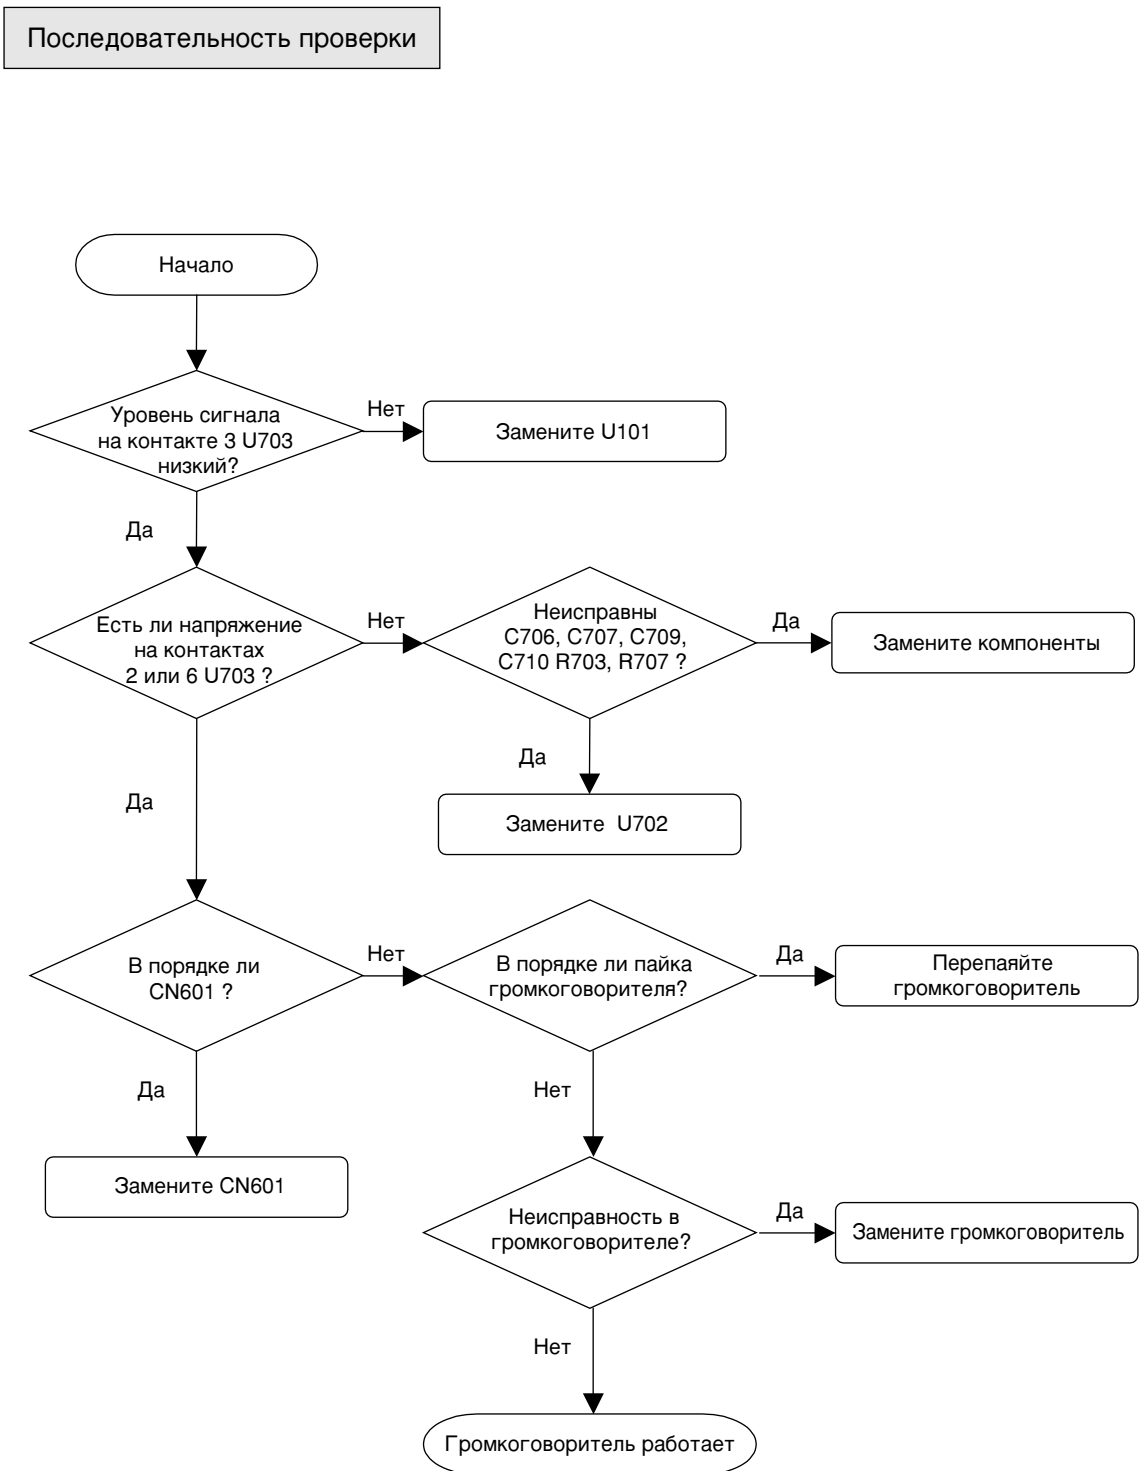 Последовательность проверки
Начало
Уровень сигнала
на контакте 3 U703
низкий?
Нет
Замените U101
Да
Есть ли напряжение
на контактах
2 или 6 U703 ?
Нет
Неисправны
C706, C707, C709,
C710 R703, R707 ?
Да
Замените компоненты
Да
Замените U702
Да
В порядке ли
CN601 ?
Нет
В порядке ли пайка
громкоговорителя?
Да
Перепаяйте
громкоговоритель
Да
Замените CN601
Нет
Неисправность в
громкоговорителе?
Да
Замените громкоговоритель
Нет
Громкоговоритель работает